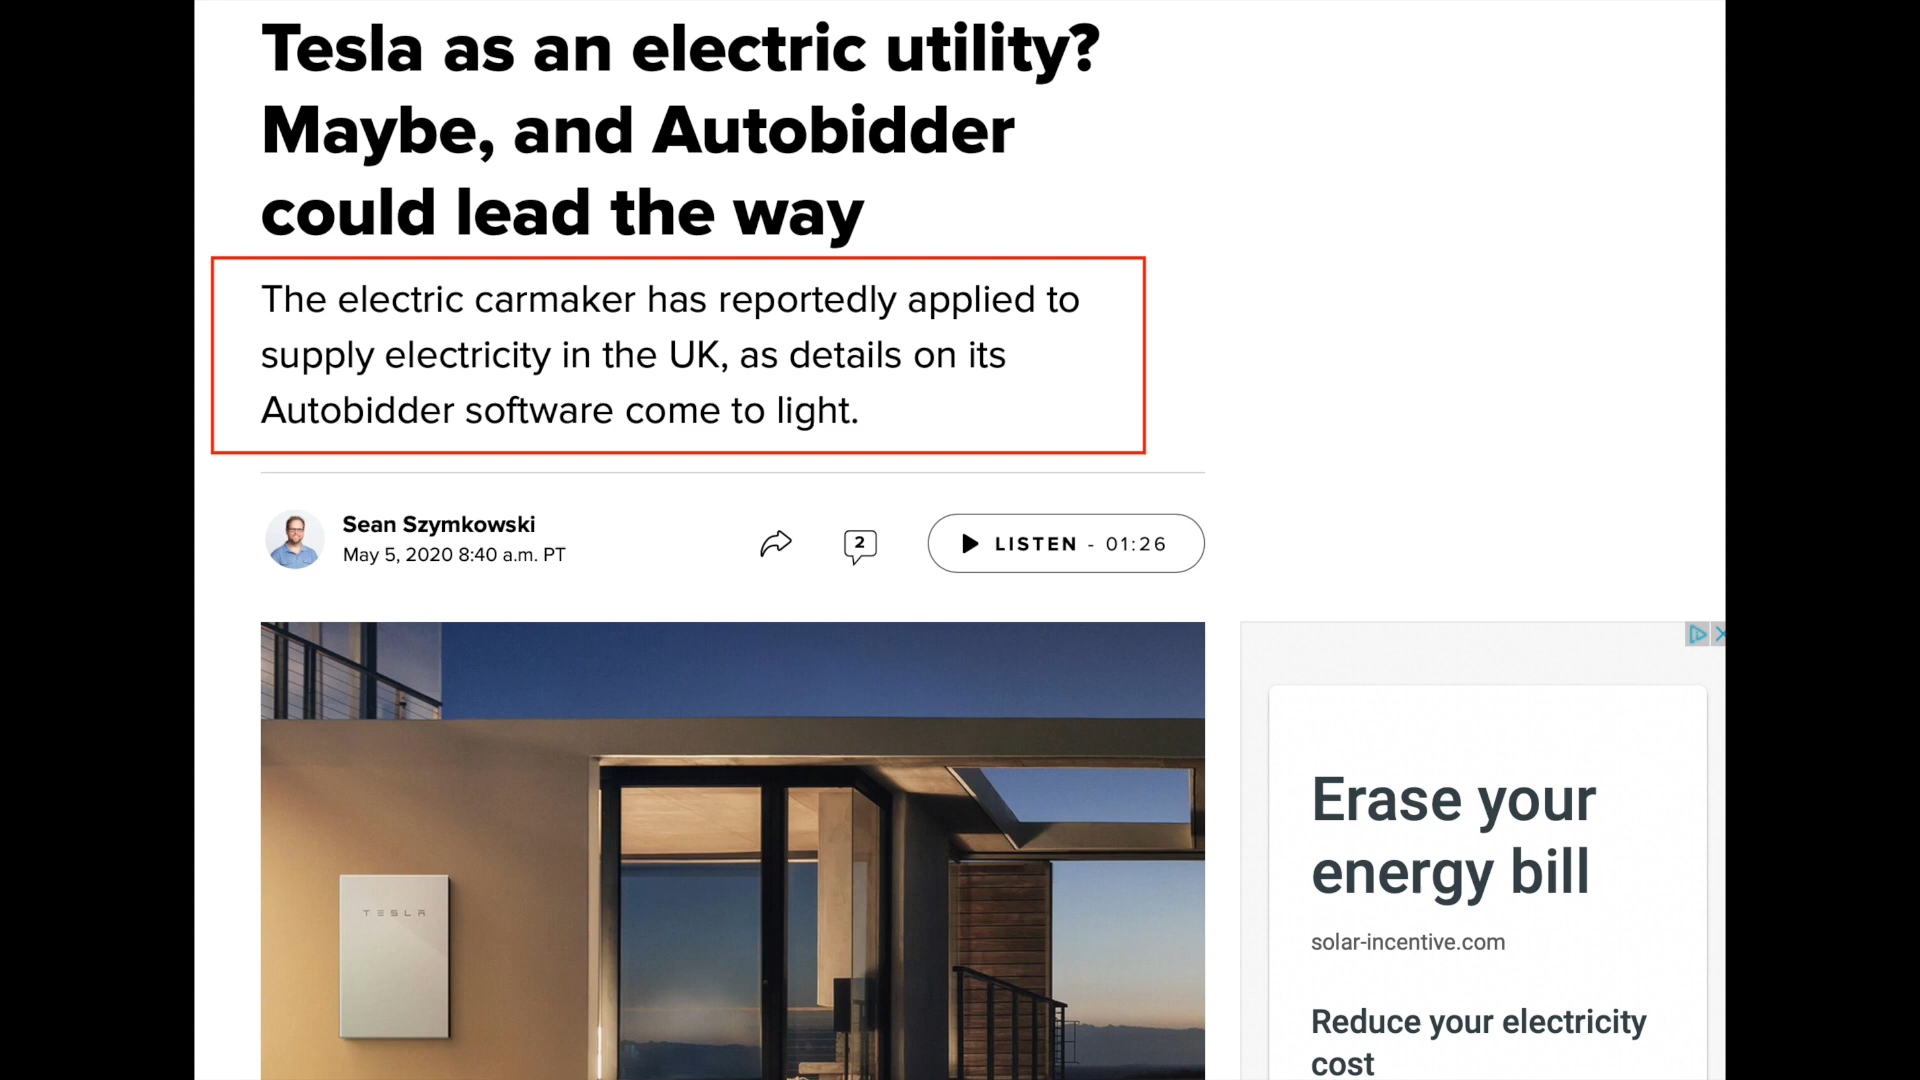 Tesla as an electric utility?
Maybe, and Autobidder
could lead the way
The electric carmaker has reportedly applied to
supply electricity in the UK, as details on its
Autobidder software come to light.
Sean Szymkowski
May 5, 2020 8:40 a.m. PT
2
LISTEN - 01:26
TESLA
Erase your
energy bill
solar-incentive.com
Reduce your electricity
cost